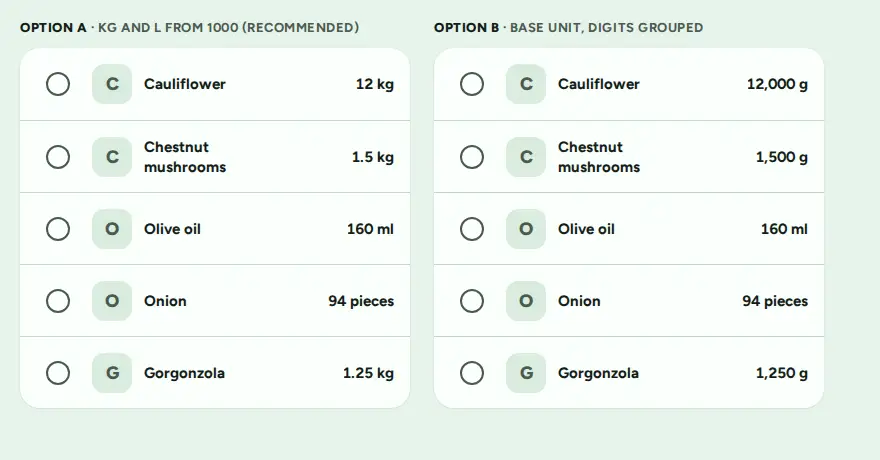 OPTION A · KG AND L FROM 1000 (RECOMMENDED)
C Cauliflower 12 kg
C Chestnut mushrooms 1.5 kg
O Olive oil 160 ml
O Onion 94 pieces
G Gorgonzola 1.25 kg
OPTION B · BASE UNIT, DIGITS GROUPED
C Cauliflower 12,000 g
C Chestnut mushrooms 1,500 g
O Olive oil 160 ml
O Onion 94 pieces
G Gorgonzola 1,250 g